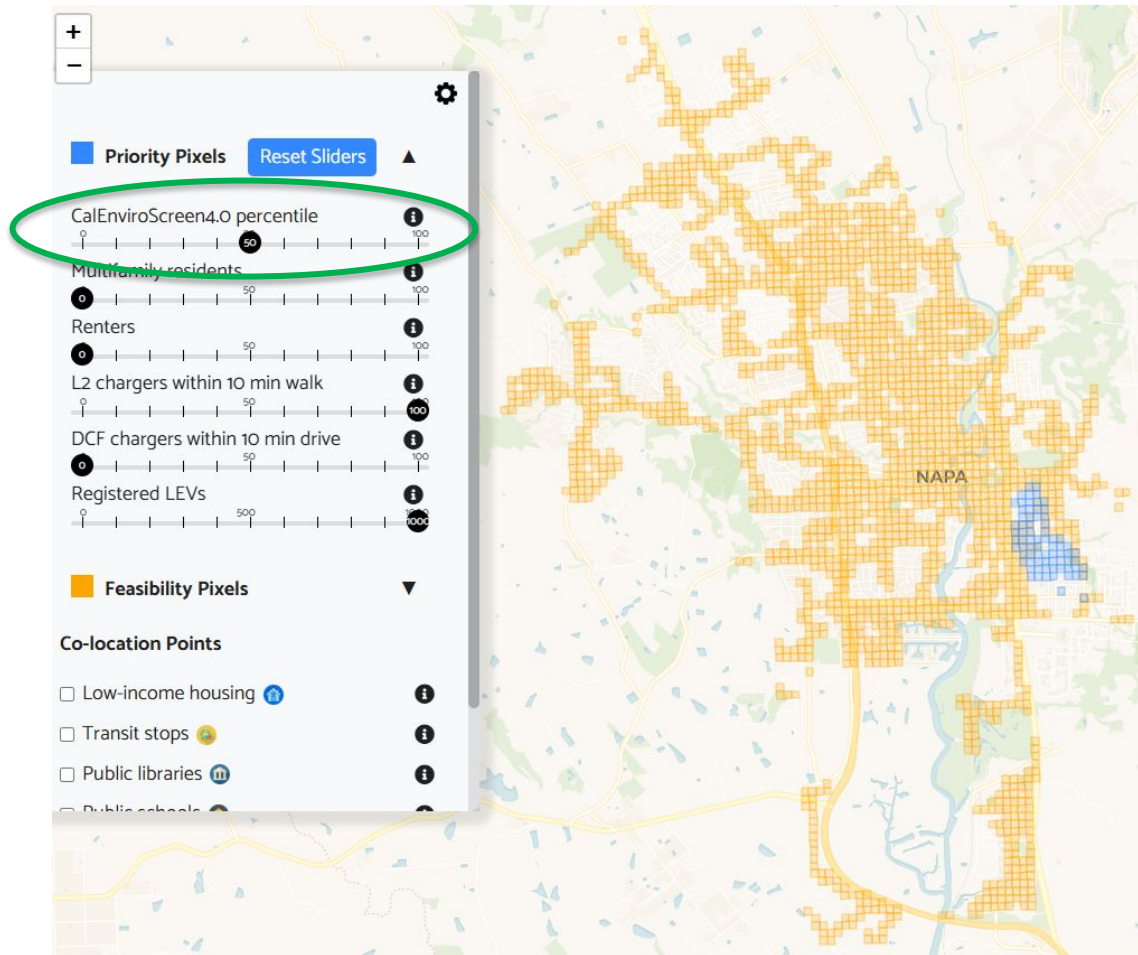 +
−
Priority Pixels Reset Sliders ▲
CalEnviroScreen4.0 percentile
0 50 100
Multifamily residents
0 50 100
Renters
0 50 100
L2 chargers within 10 min walk
0 50 100
DCF chargers within 10 min drive
0 50 100
Registered LEVs
0 500 1000
Feasibility Pixels ▼
Co-location Points
Low-income housing
Transit stops
Public libraries
Public schools
NAPA